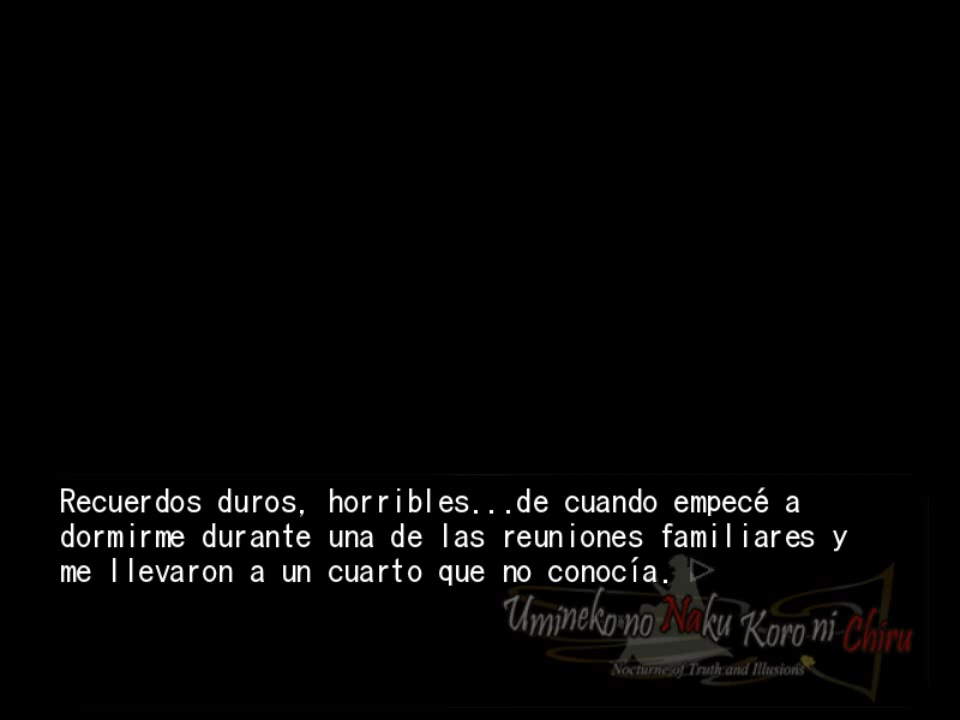 Recuerdos duros, horribles...de cuando empecé a
dormirme durante una de las reuniones familiares y
me llevaron a un cuarto que no conocía.
Umineko no Naku Koro ni Chiru
Nocturne of Truth and Illusions